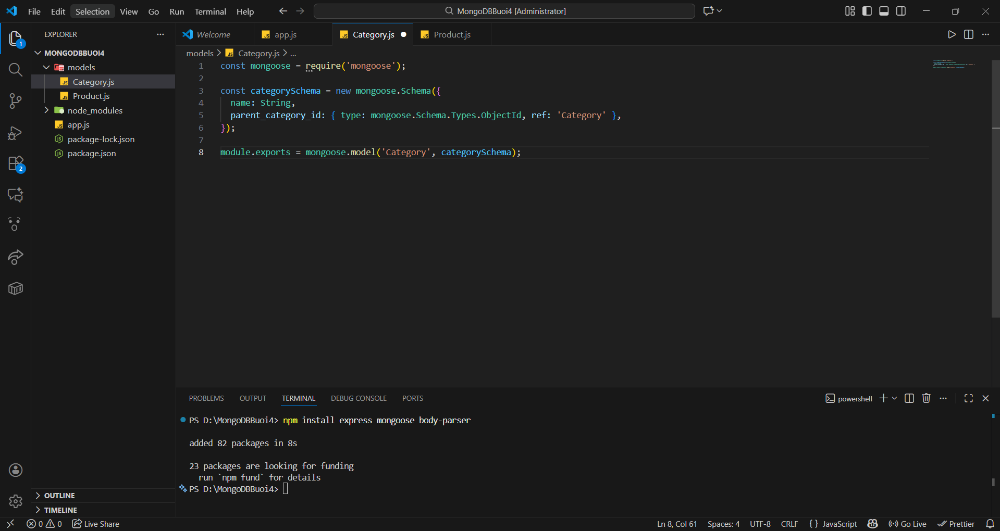 File Edit Selection View Go Run Terminal Help
MongoDBBuoi4 [Administrator]
EXPLORER
MONGODBBUOI4
models
Category.js
Product.js
node_modules
app.js
package-lock.json
package.json
OUTLINE
TIMELINE
1
2
Welcome app.js Category.js Product.js
models > Category.js > ...
1 const mongoose = require('mongoose');
2
3 const categorySchema = new mongoose.Schema({
4 name: String,
5 parent_category_id: { type: mongoose.Schema.Types.ObjectId, ref: 'Category' },
6 });
7
8 module.exports = mongoose.model('Category', categorySchema);
PROBLEMS OUTPUT TERMINAL DEBUG CONSOLE PORTS
powershell
PS D:\MongoDBBuoi4> npm install express mongoose body-parser
added 82 packages in 8s
23 packages are looking for funding
run `npm fund` for details
PS D:\MongoDBBuoi4>
0 0 Live Share
Ln 8, Col 61 Spaces: 4 UTF-8 CRLF {} JavaScript Go Live Prettier